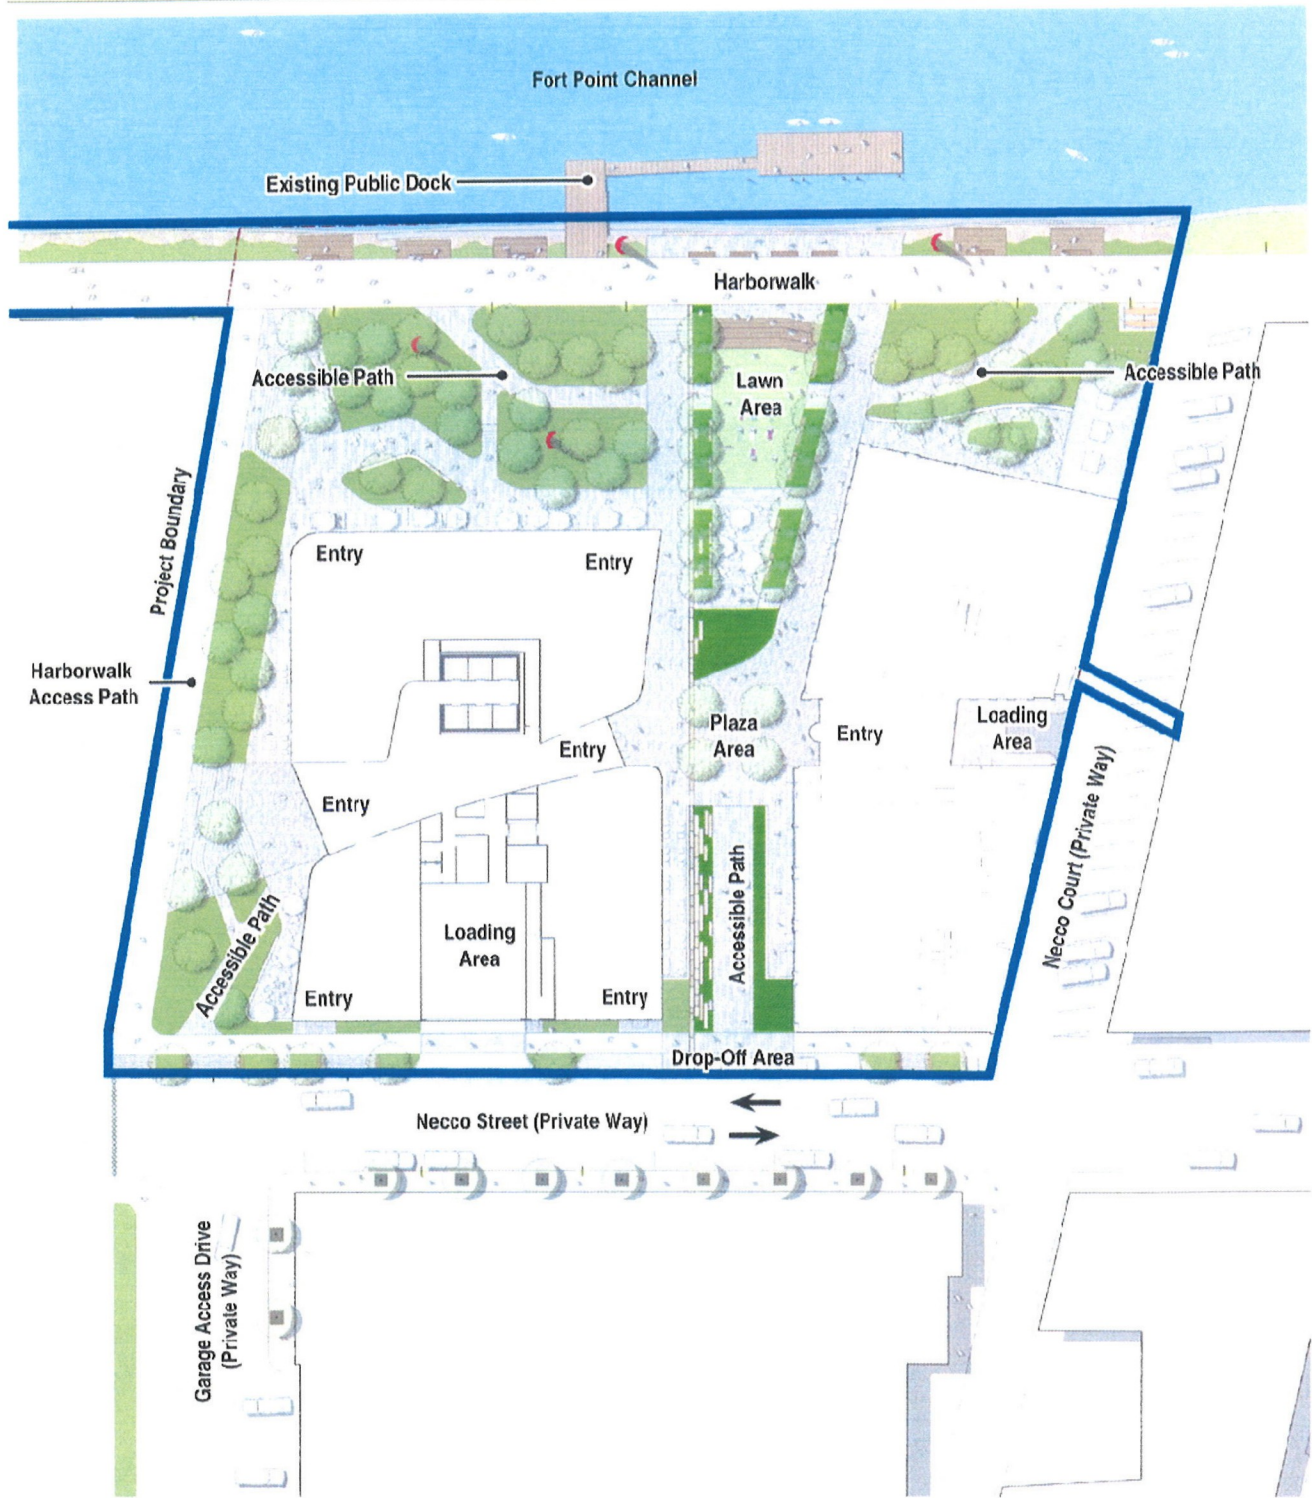 Fort Point Channel
Existing Public Dock
Harborwalk
Accessible Path
Lawn
Area
Accessible Path
Project Boundary
Entry
Entry
Harborwalk
Access Path
Plaza
Area
Entry
Entry
Loading
Area
Entry
Necco Court (Private Way)
Accessible Path
Accessible Path
Loading
Area
Entry
Entry
Drop-Off Area
Necco Street (Private Way)
Garage Access Drive
(Private Way)